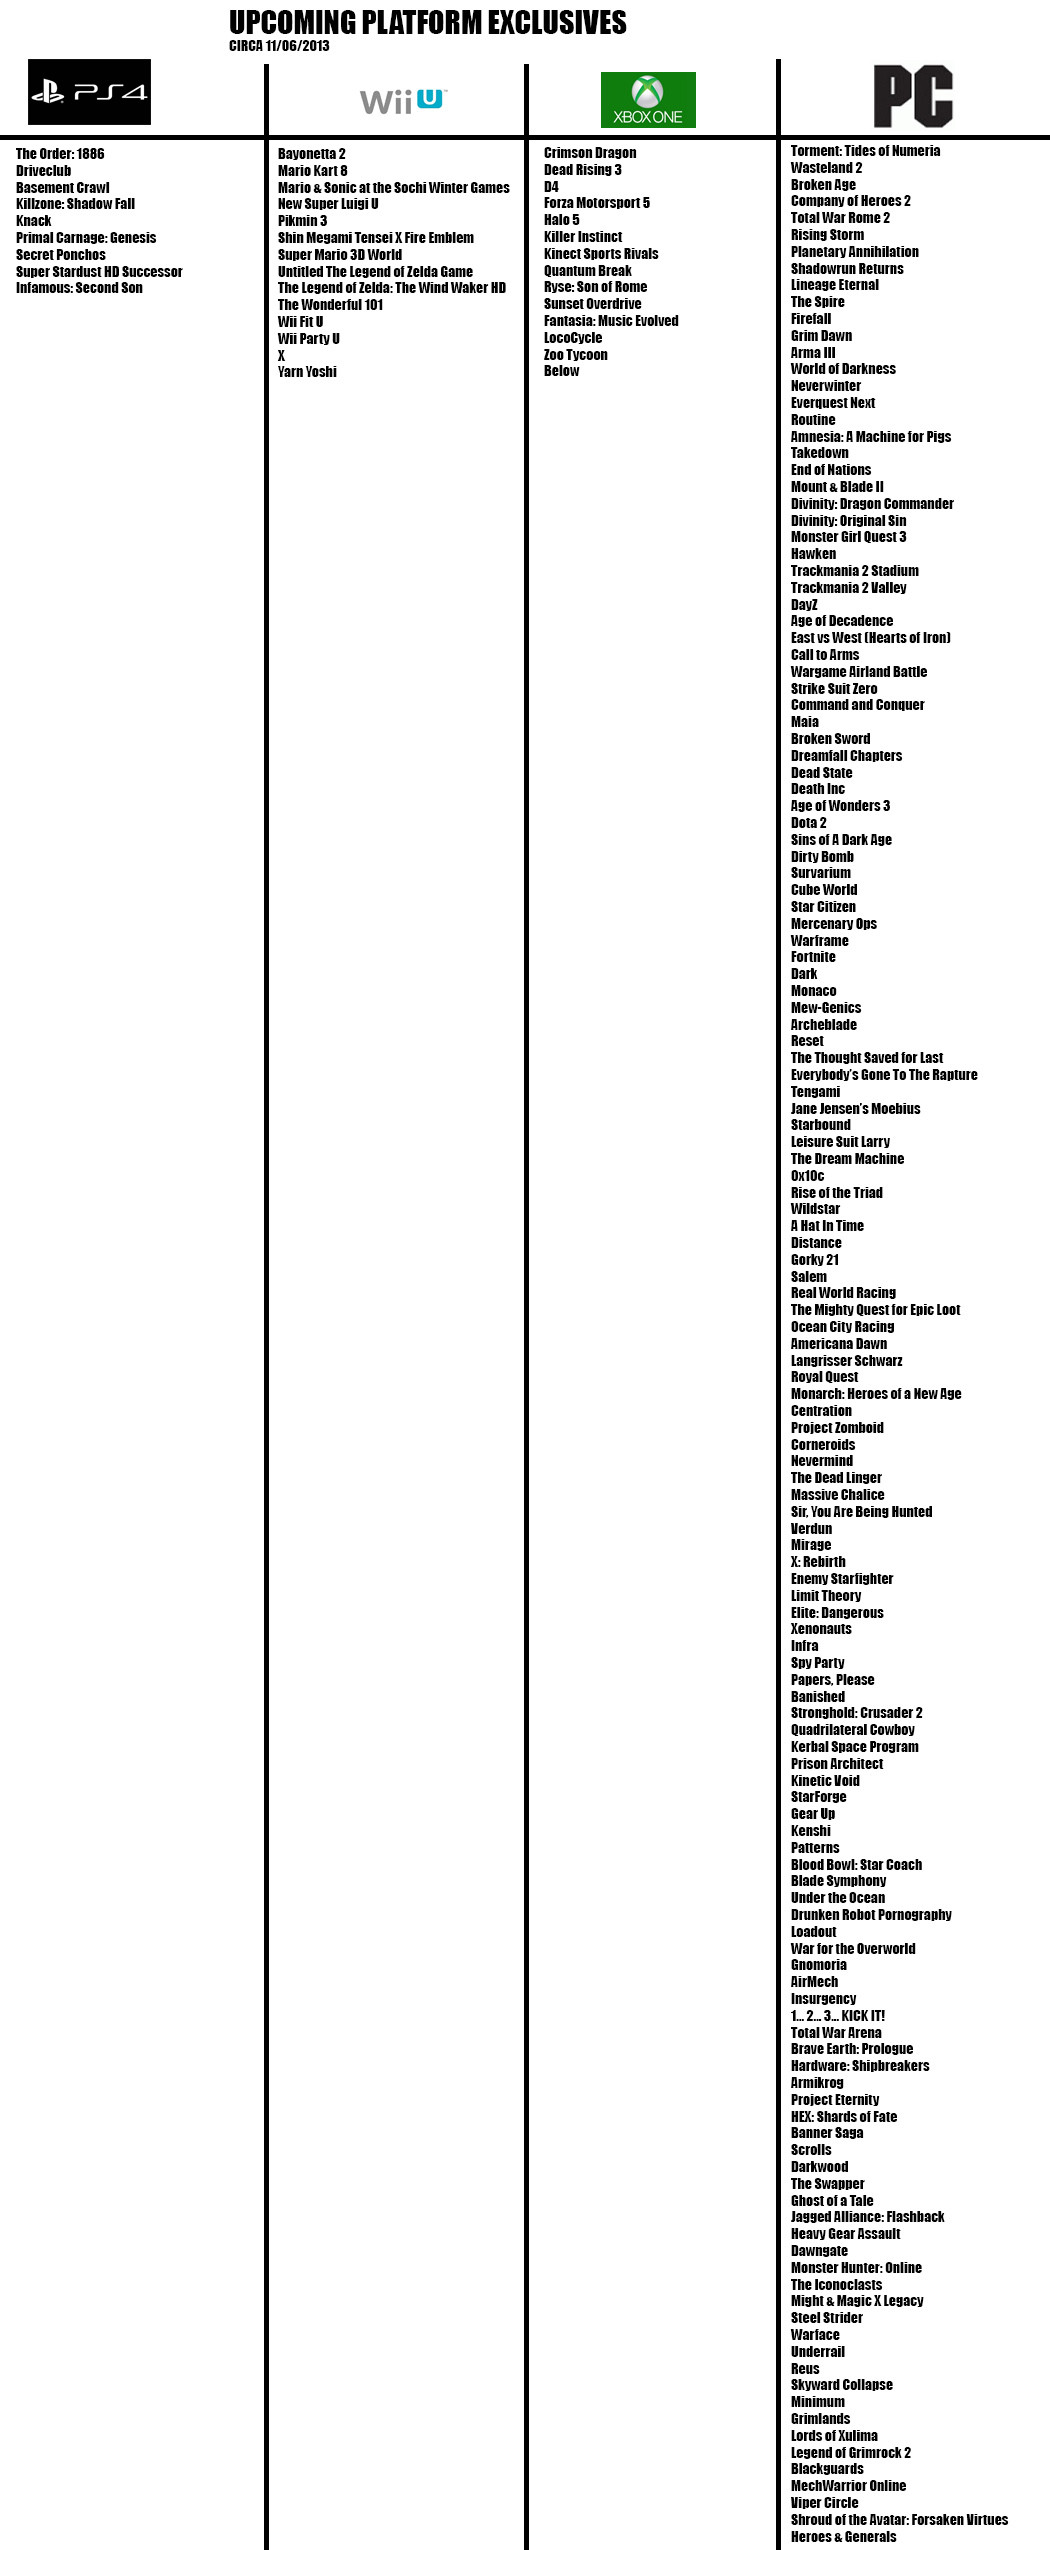 UPCOMING PLATFORM EXCLUSIVES
CIRCA 11/06/2013
PS4
The Order: 1886
Driveclub
Basement Crawl
Killzone: Shadow Fall
Knack
Primal Carnage: Genesis
Secret Ponchos
Super Stardust HD Successor
Infamous: Second Son
Wii U
Bayonetta 2
Mario Kart 8
Mario & Sonic at the Sochi Winter Games
New Super Luigi U
Pikmin 3
Shin Megami Tensei X Fire Emblem
Super Mario 3D World
Untitled The Legend of Zelda Game
The Legend of Zelda: The Wind Waker HD
The Wonderful 101
Wii Fit U
Wii Party U
X
Yarn Yoshi
XBOX ONE
Crimson Dragon
Dead Rising 3
D4
Forza Motorsport 5
Halo 5
Killer Instinct
Kinect Sports Rivals
Quantum Break
Ryse: Son of Rome
Sunset Overdrive
Fantasia: Music Evolved
LocoCycle
Zoo Tycoon
Below
PC
Torment: Tides of Numeria
Wasteland 2
Broken Age
Company of Heroes 2
Total War Rome 2
Rising Storm
Planetary Annihilation
Shadowrun Returns
Lineage Eternal
The Spire
Firefall
Grim Dawn
Arma III
World of Darkness
Neverwinter
Everquest Next
Routine
Amnesia: A Machine for Pigs
Takedown
End of Nations
Mount & Blade II
Divinity: Dragon Commander
Divinity: Original Sin
Monster Girl Quest 3
Hawken
Trackmania 2 Stadium
Trackmania 2 Valley
DayZ
Age of Decadence
East vs West (Hearts of Iron)
Call to Arms
Wargame Airland Battle
Strike Suit Zero
Command and Conquer
Maia
Broken Sword
Dreamfall Chapters
Dead State
Death Inc
Age of Wonders 3
Dota 2
Sins of A Dark Age
Dirty Bomb
Survarium
Cube World
Star Citizen
Mercenary Ops
Warframe
Fortnite
Dark
Monaco
Mew-Genics
Archeblade
Reset
The Thought Saved for Last
Everybody's Gone To The Rapture
Tengami
Jane Jensen's Moebius
Starbound
Leisure Suit Larry
The Dream Machine
0x10c
Rise of the Triad
Wildstar
A Hat In Time
Distance
Gorky 21
Salem
Real World Racing
The Mighty Quest for Epic Loot
Ocean City Racing
Americana Dawn
Langrisser Schwarz
Royal Quest
Monarch: Heroes of a New Age
Centration
Project Zomboid
Corneroids
Nevermind
The Dead Linger
Massive Chalice
Sir, You Are Being Hunted
Verdun
Mirage
X: Rebirth
Enemy Starfighter
Limit Theory
Elite: Dangerous
Xenonauts
Infra
Spy Party
Papers, Please
Banished
Stronghold: Crusader 2
Quadrilateral Cowboy
Kerbal Space Program
Prison Architect
Kinetic Void
StarForge
Gear Up
Kenshi
Patterns
Blood Bowl: Star Coach
Blade Symphony
Under the Ocean
Drunken Robot Pornography
Loadout
War for the Overworld
Gnomoria
AirMech
Insurgency
1... 2... 3... KICK IT!
Total War Arena
Brave Earth: Prologue
Hardware: Shipbreakers
Armikrog
Project Eternity
HEX: Shards of Fate
Banner Saga
Scrolls
Darkwood
The Swapper
Ghost of a Tale
Jagged Alliance: Flashback
Heavy Gear Assault
Dawngate
Monster Hunter: Online
The Iconoclasts
Might & Magic X Legacy
Steel Strider
Warface
Underrail
Reus
Skyward Collapse
Minimum
Grimlands
Lords of Xulima
Legend of Grimrock 2
Blackguards
MechWarrior Online
Viper Circle
Shroud of the Avatar: Forsaken Virtues
Heroes & Generals